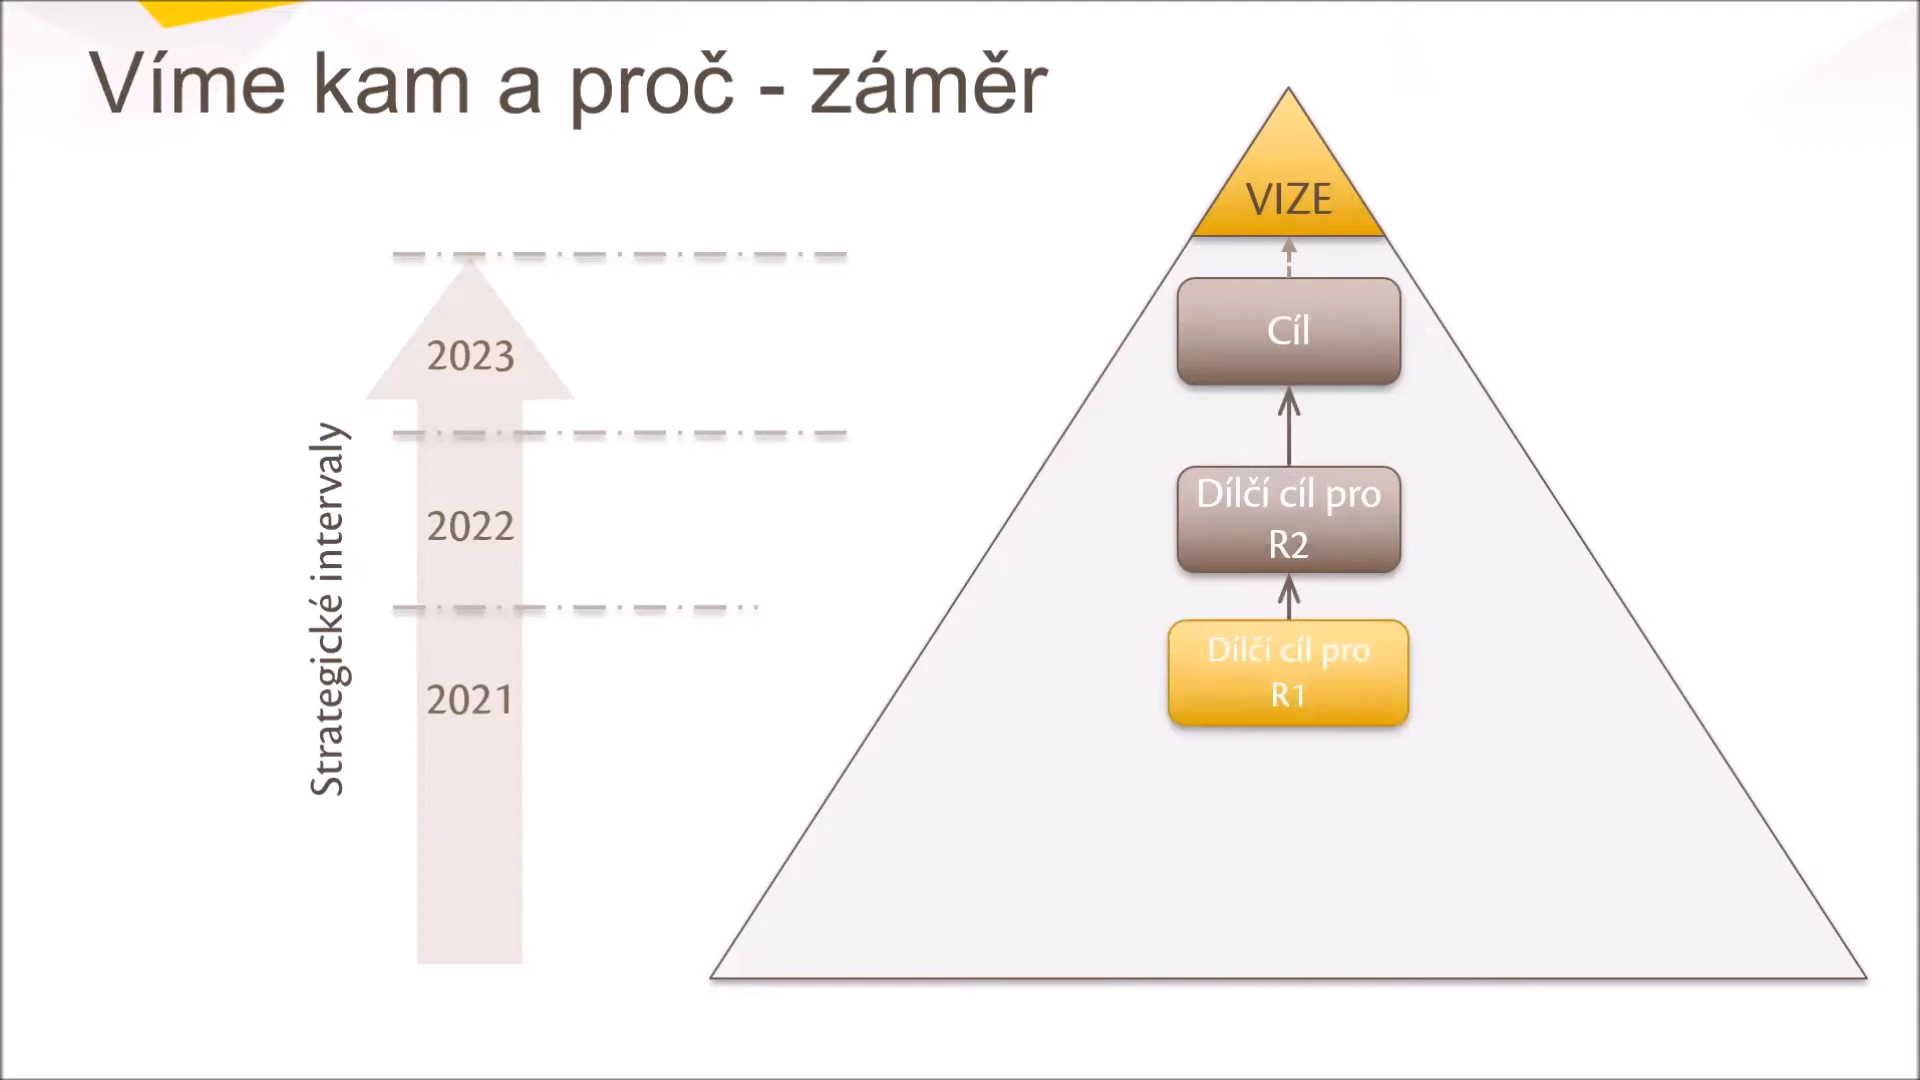 Víme kam a proč - záměr
VIZE
Cíl
2023
Dílčí cíl pro
R2
2022
Dílčí cíl pro
R1
2021
Strategické intervaly